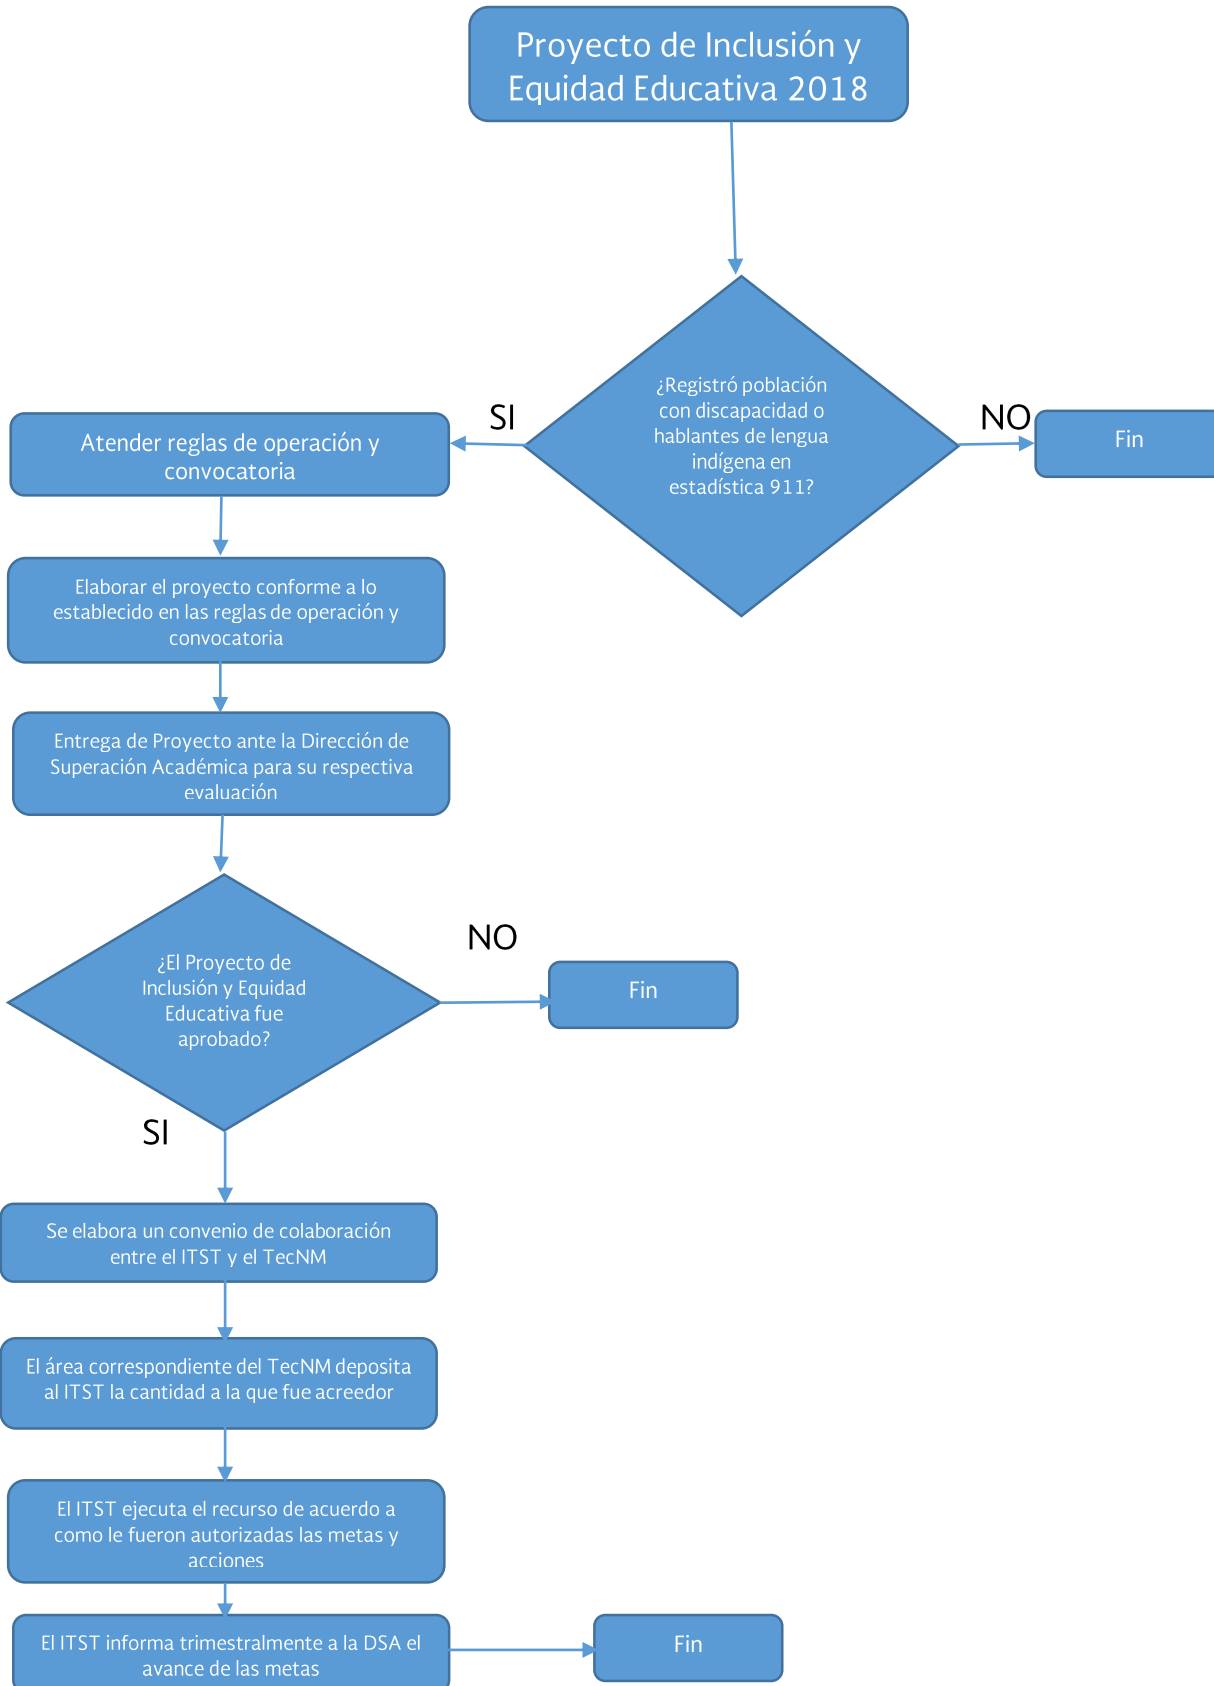 Proyecto de Inclusión y
Equidad Educativa 2018
¿Registró población
con discapacidad o
hablantes de lengua
indígena en
estadística 911?
SI
NO
Fin
Atender reglas de operación y
convocatoria
Elaborar el proyecto conforme a lo
establecido en las reglas de operación y
convocatoria
Entrega de Proyecto ante la Dirección de
Superación Académica para su respectiva
evaluación
¿El Proyecto de
Inclusión y Equidad
Educativa fue
aprobado?
NO
Fin
SI
Se elabora un convenio de colaboración
entre el ITST y el TecNM
El área correspondiente del TecNM deposita
al ITST la cantidad a la que fue acreedor
El ITST ejecuta el recurso de acuerdo a
como le fueron autorizadas las metas y
acciones
El ITST informa trimestralmente a la DSA el
avance de las metas
Fin